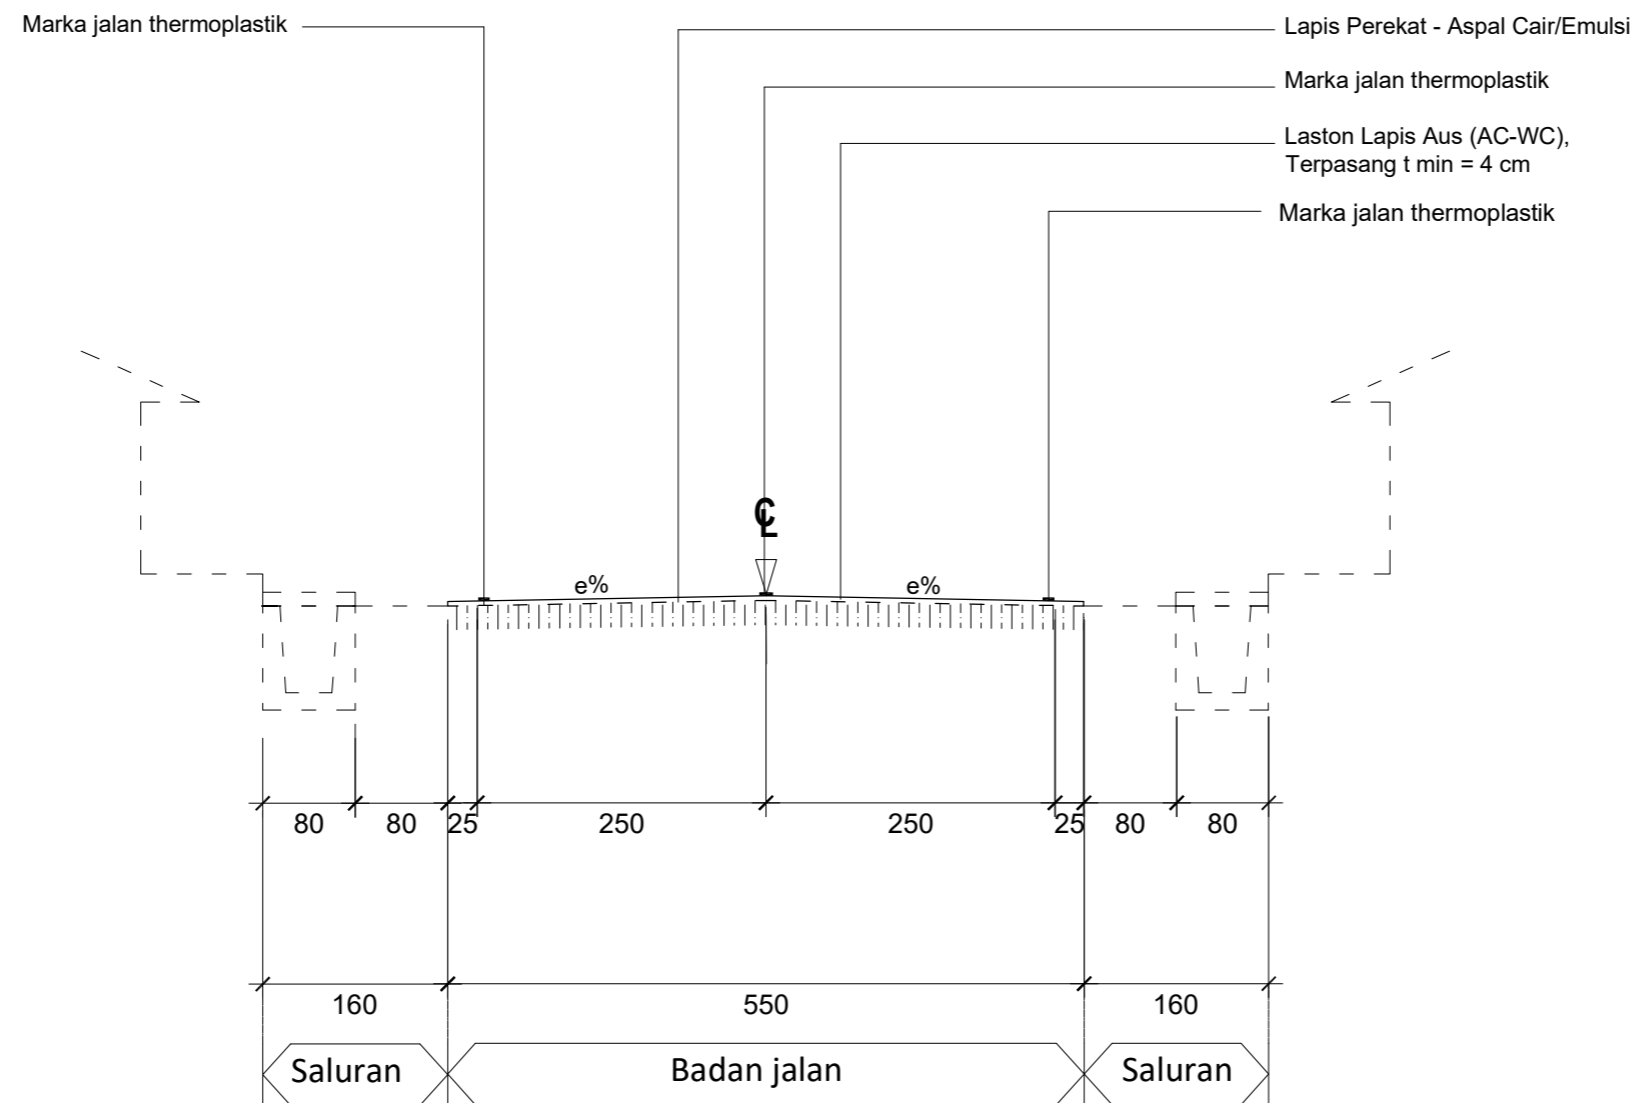 Marka jalan thermoplastik
Lapis Perekat - Aspal Cair/Emulsi
Marka jalan thermoplastik
Laston Lapis Aus (AC-WC),
Terpasang t min = 4 cm
Marka jalan thermoplastik
CL
e% e%
80 80 25 250 250 25 80 80
160 550 160
Saluran Badan jalan Saluran